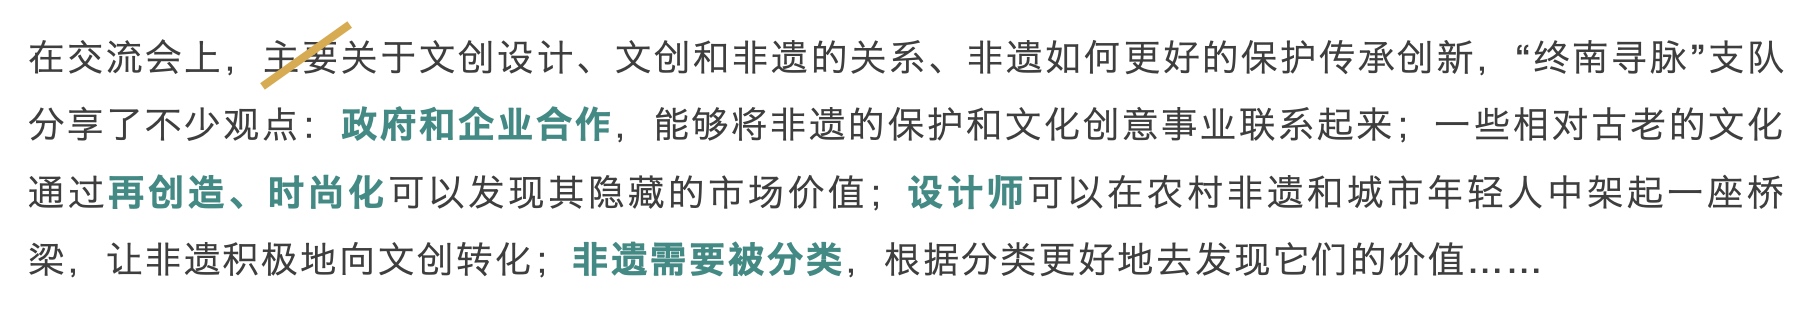 在交流会上，主要关于文创设计、文创和非遗的关系、非遗如何更好的保护传承创新，“终南寻脉”支队
分享了不少观点：政府和企业合作，能够将非遗的保护和文化创意事业联系起来；一些相对古老的文化
通过再创造、时尚化可以发现其隐藏的市场价值；设计师可以在农村非遗和城市年轻人中架起一座桥
梁，让非遗积极地向文创转化；非遗需要被分类，根据分类更好地去发现它们的价值……